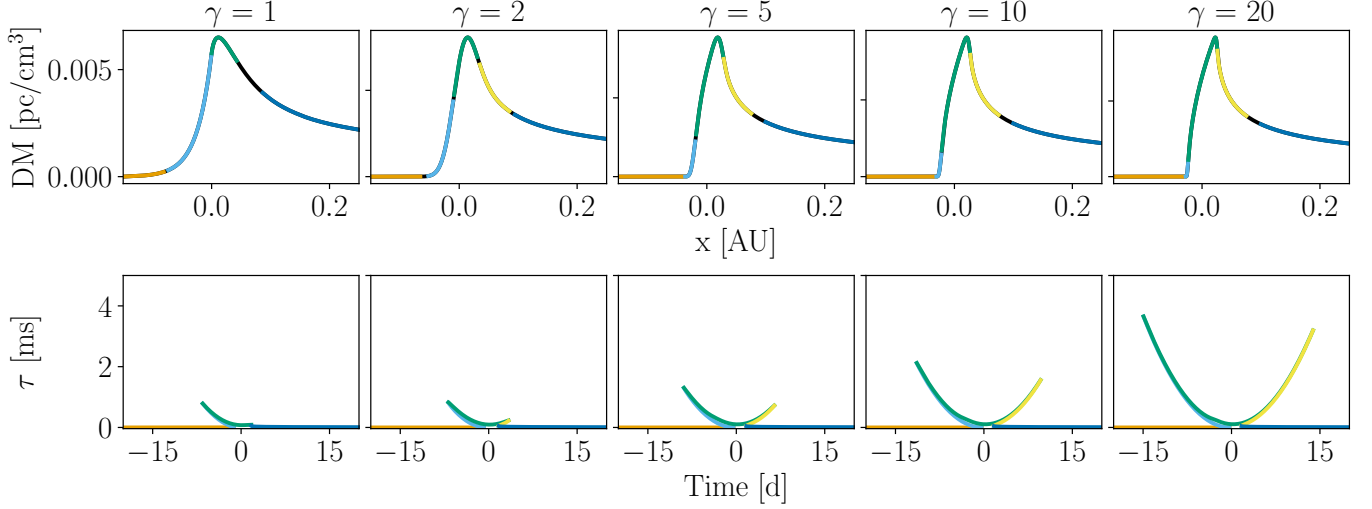 γ = 1 γ = 2 γ = 5 γ = 10 γ = 20
DM [pc/cm³]
0.005
0.000
0.0 0.2 0.0 0.2 0.0 0.2 0.0 0.2 0.0 0.2
x [AU]
τ [ms]
4
2
0
−15 0 15 −15 0 15 −15 0 15 −15 0 15 −15 0 15
Time [d]